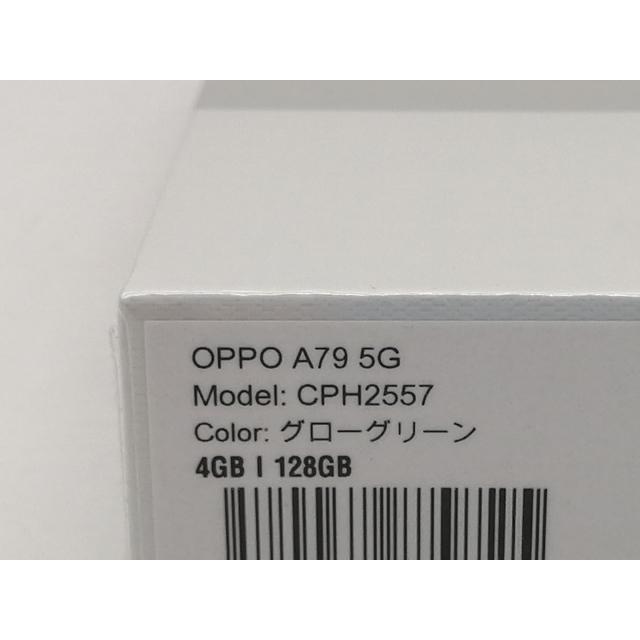 OPPO A79 5G
Model: CPH2557
Color: グローグリーン
4GB | 128GB